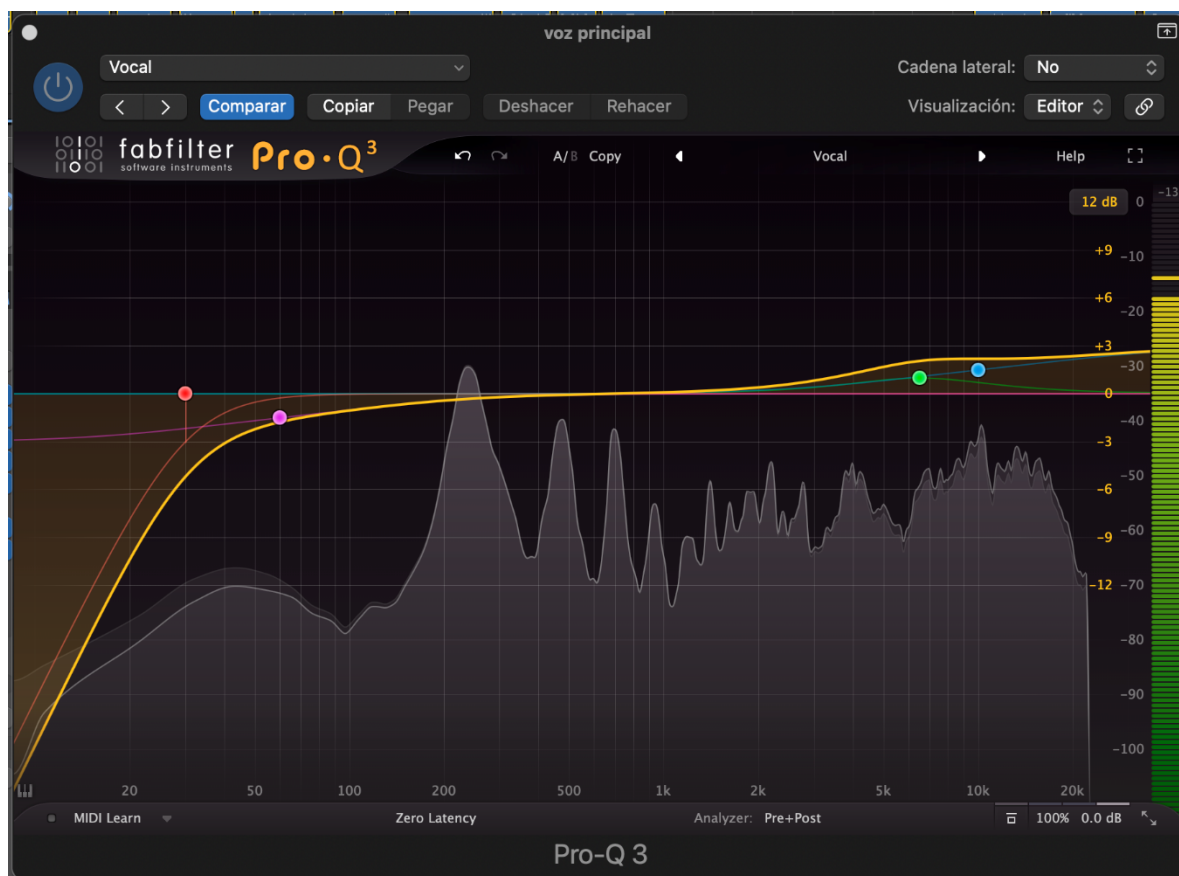 voz principal
Vocal
Cadena lateral: No
Comparar Copiar Pegar Deshacer Rehacer
Visualización: Editor
fabfilter
software instruments
Pro·Q³
A/B Copy
Vocal
Help
12 dB 0 -13
+9 -10
+6 -20
+3 -30
0 -40
-3
-6 -50
-9 -60
-12 -70
-80
-90
-100
20 50 100 200 500 1k 2k 5k 10k 20k
MIDI Learn Zero Latency Analyzer: Pre+Post 100% 0.0 dB
Pro-Q 3